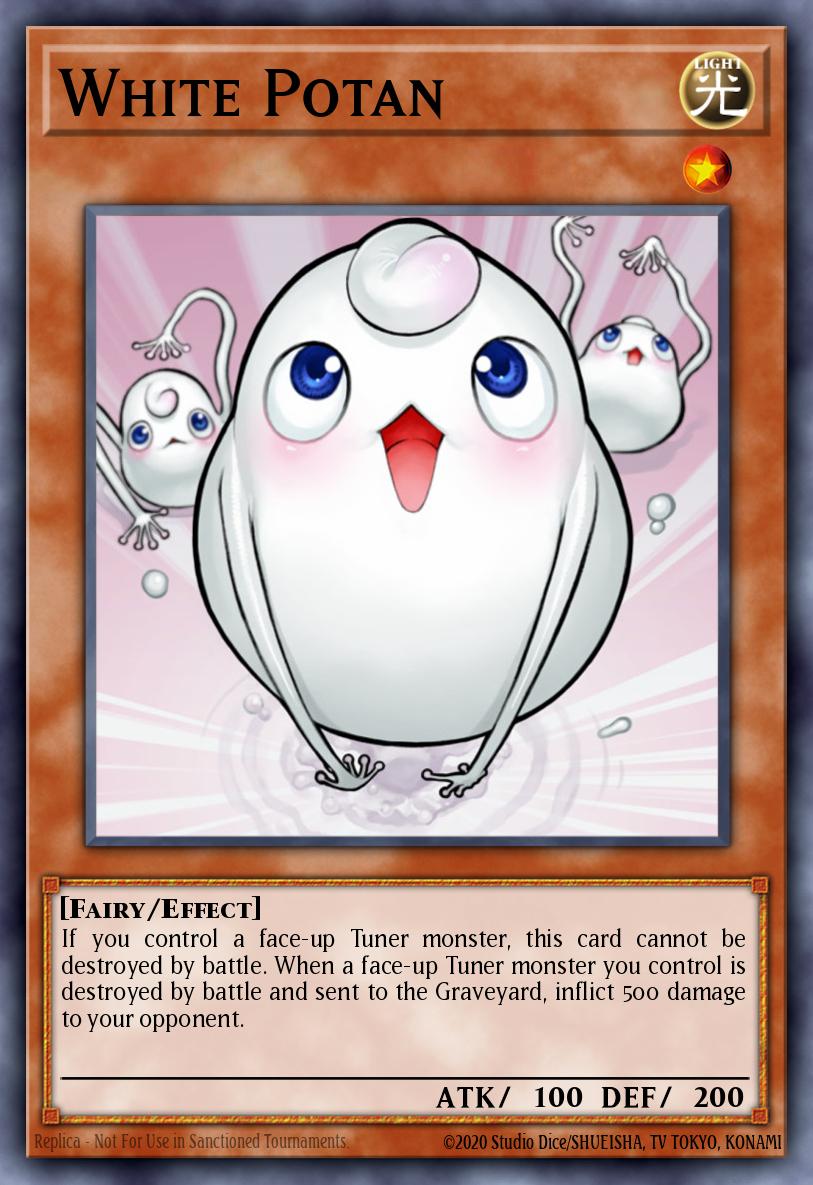 White Potan
LIGHT
光
[Fairy/Effect]
If you control a face-up Tuner monster, this card cannot be
destroyed by battle. When a face-up Tuner monster you control is
destroyed by battle and sent to the Graveyard, inflict 500 damage
to your opponent.
ATK/ 100 DEF/ 200
Replica - Not For Use in Sanctioned Tournaments.
©2020 Studio Dice/SHUEISHA, TV TOKYO, KONAMI